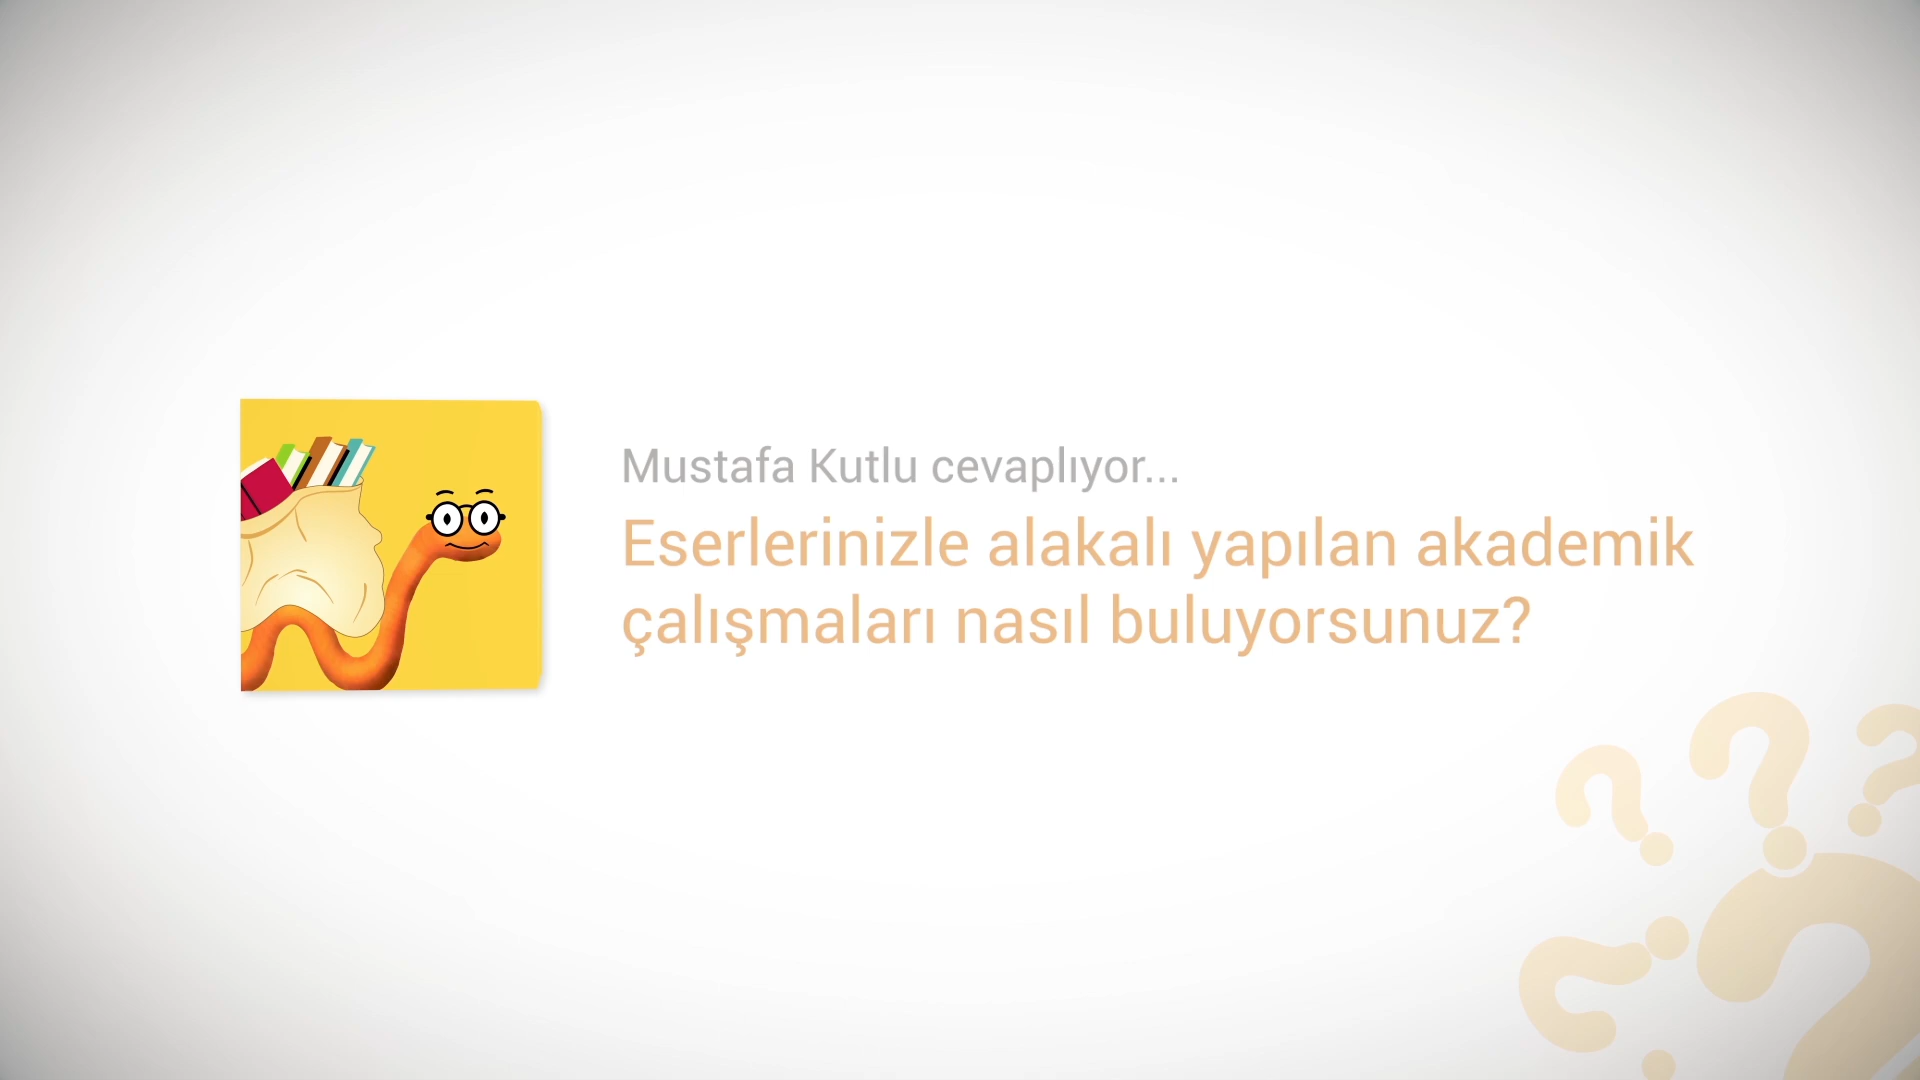 Mustafa Kutlu cevaplıyor...
Eserlerinizle alakalı yapılan akademik
çalışmaları nasıl buluyorsunuz?